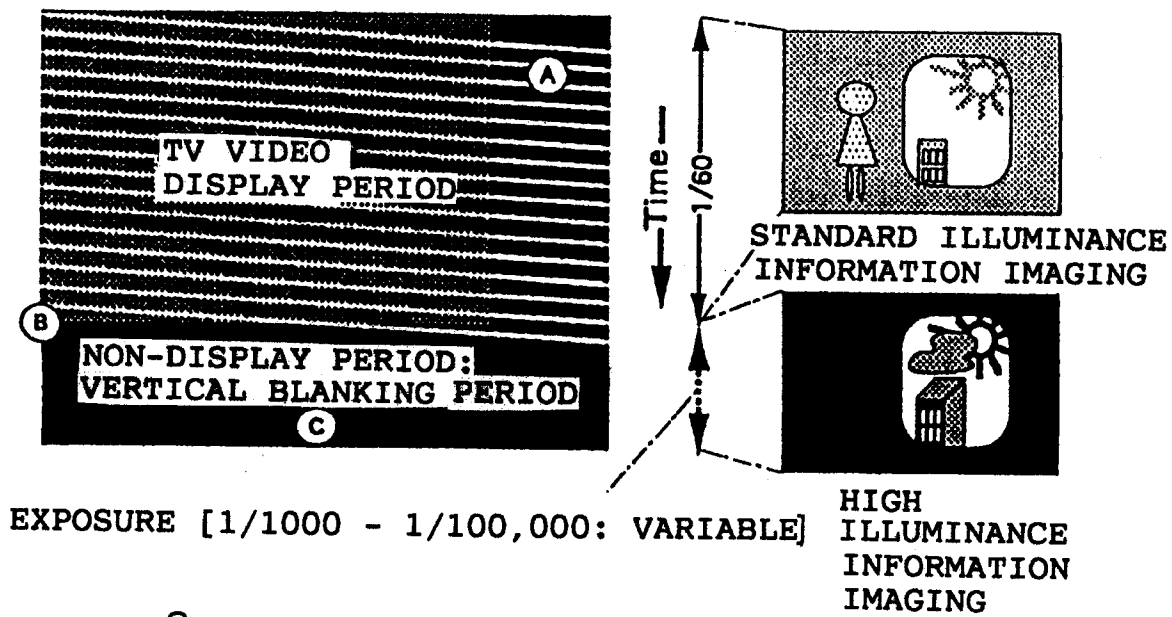 A
TV VIDEO
DISPLAY PERIOD
B
NON-DISPLAY PERIOD:
VERTICAL BLANKING PERIOD
C
Time
1/60
STANDARD ILLUMINANCE
INFORMATION IMAGING
EXPOSURE [1/1000 - 1/100,000: VARIABLE]
HIGH
ILLUMINANCE
INFORMATION
IMAGING